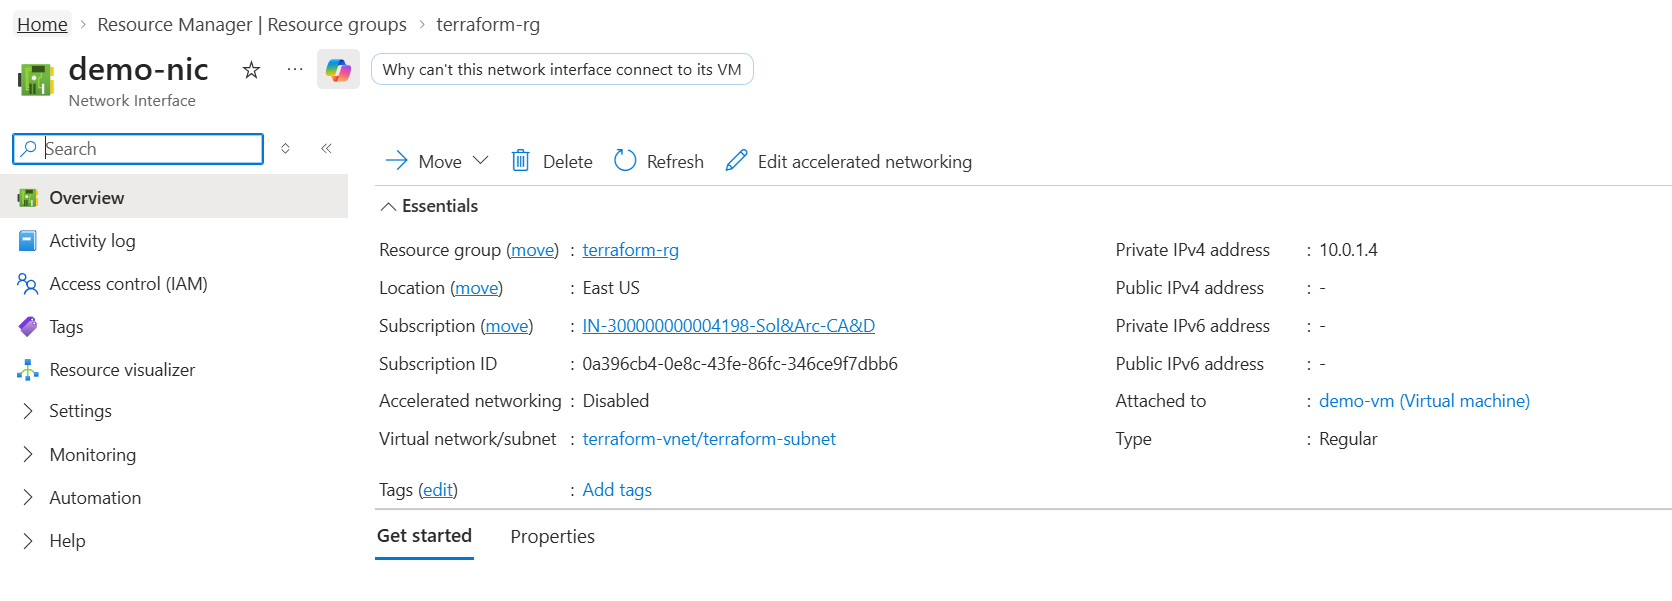 Home > Resource Manager | Resource groups > terraform-rg
demo-nic
Network Interface
Why can't this network interface connect to its VM
Search
Overview
Activity log
Access control (IAM)
Tags
Resource visualizer
Settings
Monitoring
Automation
Help
Move Delete Refresh Edit accelerated networking
Essentials
Resource group (move) : terraform-rg
Location (move) : East US
Subscription (move) : IN-300000000004198-Sol&Arc-CA&D
Subscription ID : 0a396cb4-0e8c-43fe-86fc-346ce9f7dbb6
Accelerated networking : Disabled
Virtual network/subnet : terraform-vnet/terraform-subnet
Private IPv4 address : 10.0.1.4
Public IPv4 address : -
Private IPv6 address : -
Public IPv6 address : -
Attached to : demo-vm (Virtual machine)
Type : Regular
Tags (edit) : Add tags
Get started Properties